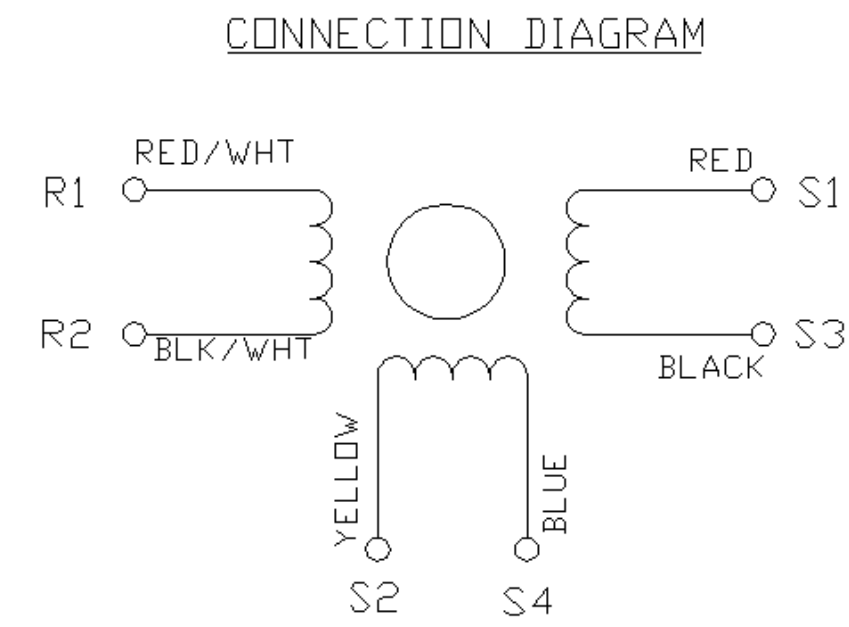 CONNECTION DIAGRAM
RED/WHT
RED
R1
S1
R2
BLK/WHT
S3
BLACK
YELLOW
BLUE
S2
S4